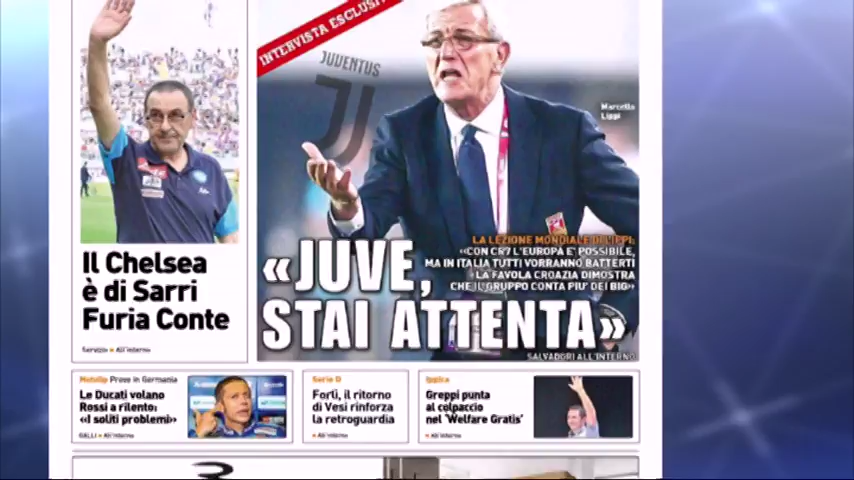 INTERVISTA ESCLUSIV
JUVENTUS
Marcello
Lippi
LA LEZIONE MONDIALE DI LIPPI:
«CON CR7 L'EUROPA E' POSSIBILE,
MA IN ITALIA TUTTI VORRANNO BATTERTI
LA FAVOLA CROAZIA DIMOSTRA
CHE IL GRUPPO CONTA PIU' DEI BIG»
«JUVE,
STAI ATTENTA»
SALVADORI ALL'INTERNO
Il Chelsea
è di Sarri
Furia Conte
Servizio All'interno
MotoGp Prove in Germania
Le Ducati volano
Rossi a rilento:
«I soliti problemi»
GALLI All'interno
Serie D
Forlì, il ritorno
di Vesi rinforza
la retroguardia
All'interno
Ippica
Greppi punta
al colpaccio
nel 'Welfare Gratis'
All'interno